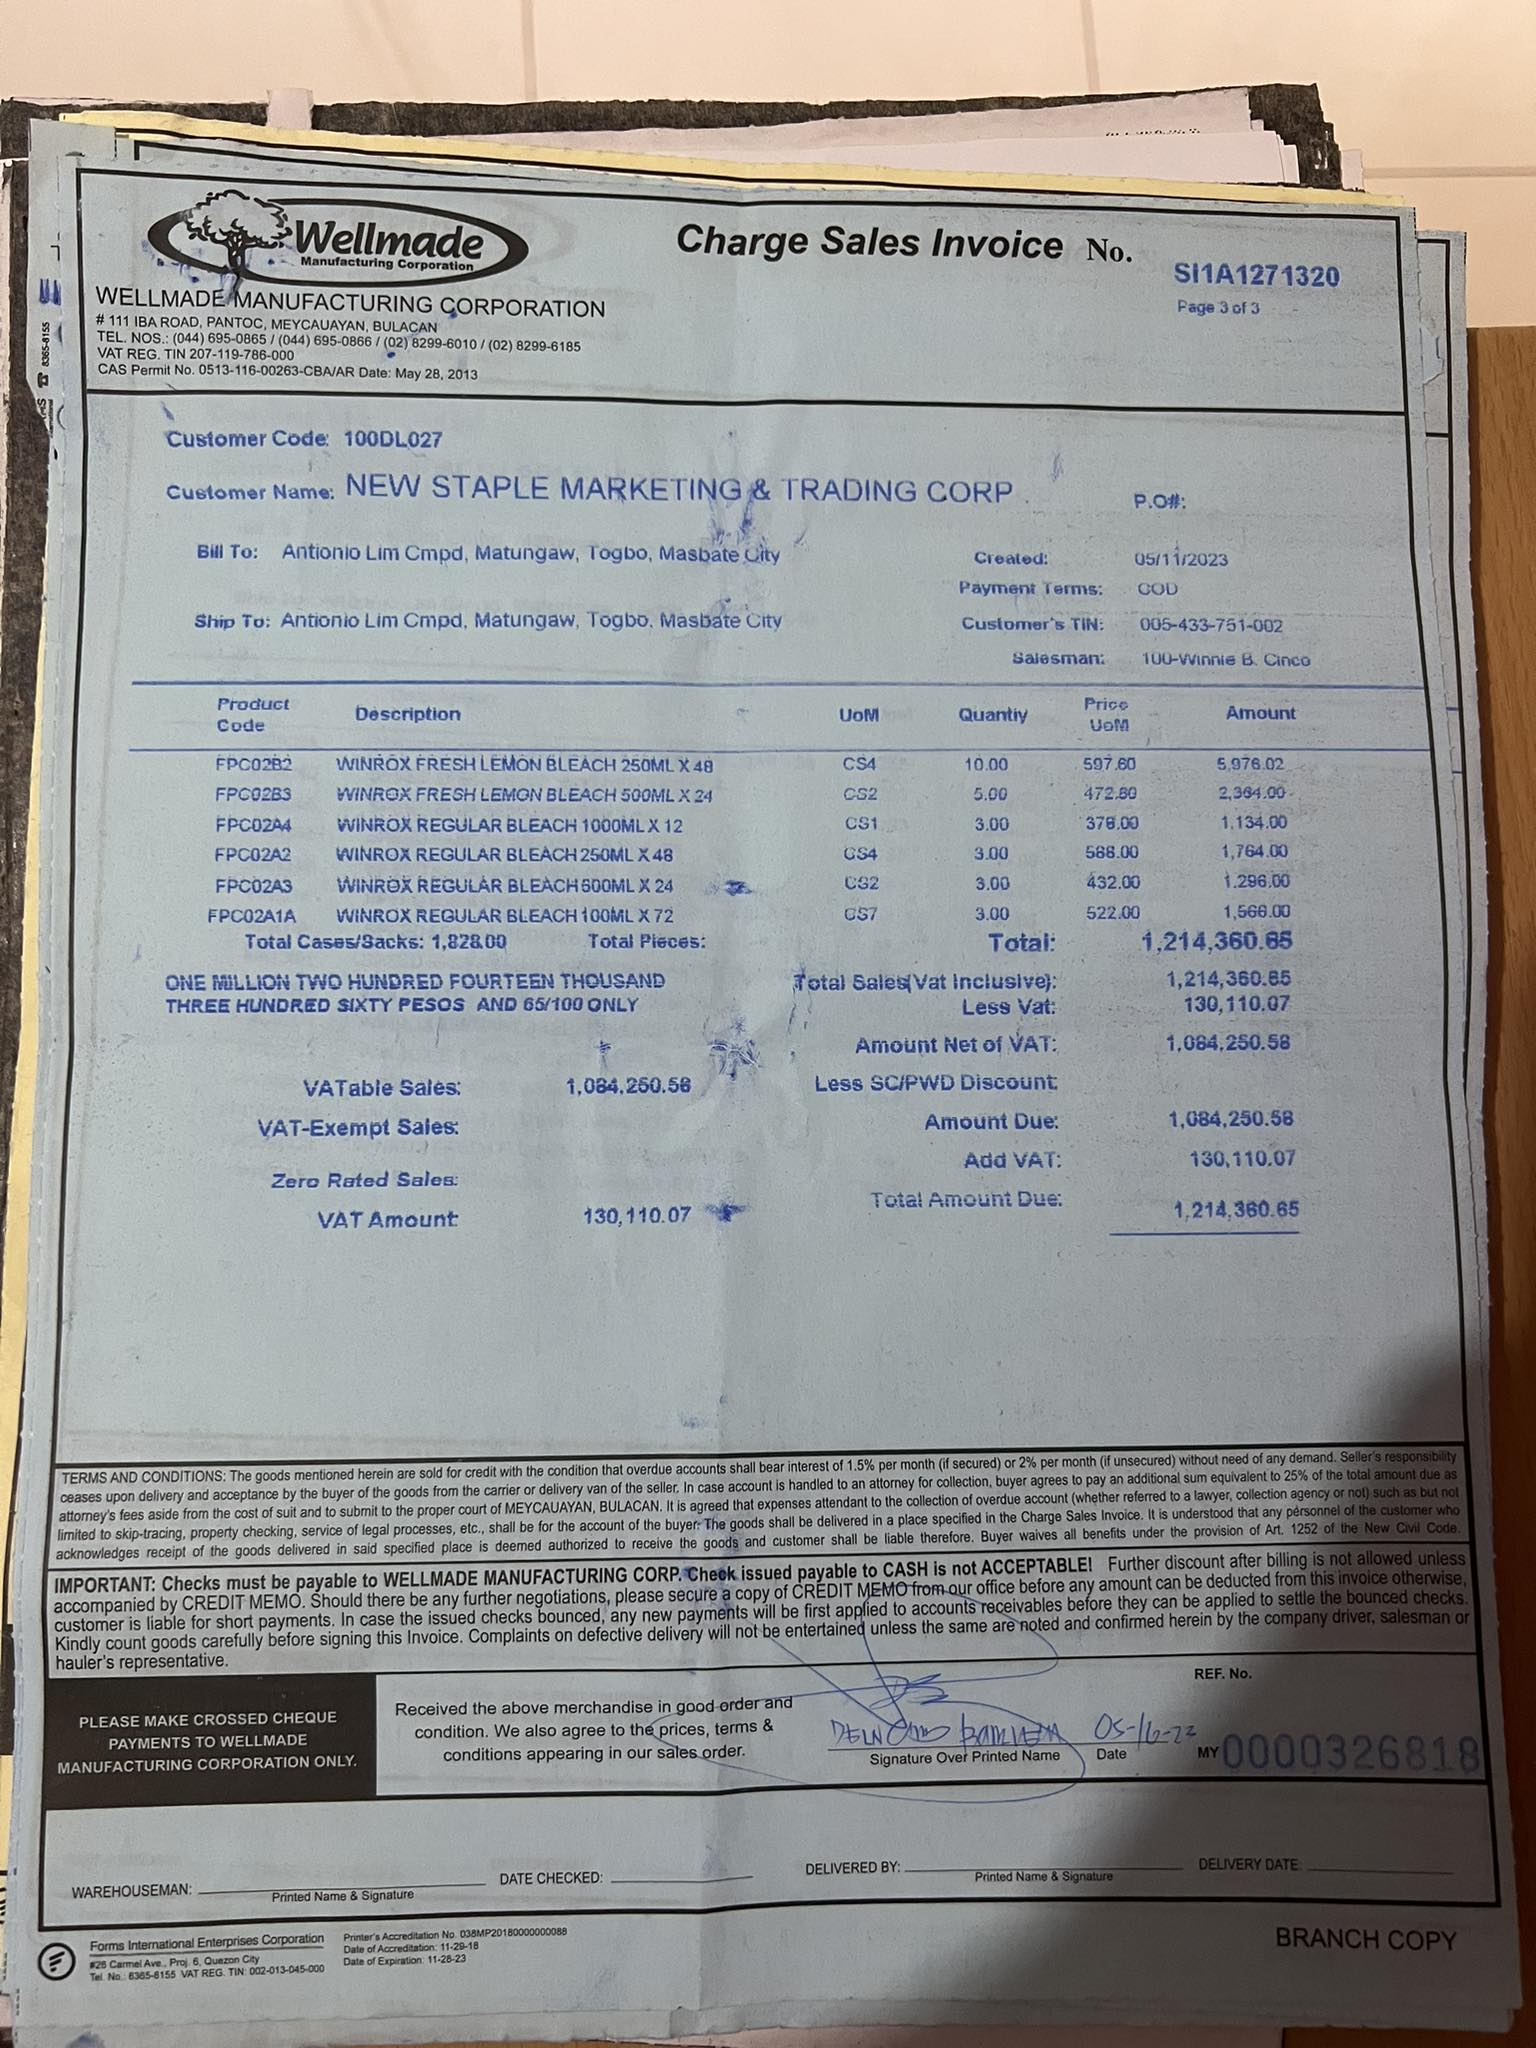 Wellmade
Manufacturing Corporation
Charge Sales Invoice No.
SI1A1271320
Page 3 of 3
WELLMADE MANUFACTURING CORPORATION
# 111 IBA ROAD, PANTOC, MEYCAUAYAN, BULACAN
TEL. NOS.: (044) 695-0865 / (044) 695-0866 / (02) 8299-6010 / (02) 8299-6185
VAT REG. TIN 207-119-786-000
CAS Permit No. 0513-116-00263-CBA/AR Date: May 28, 2013
8365-8155
Customer Code: 100DL027
Customer Name: NEW STAPLE MARKETING & TRADING CORP
P.O#:
Bill To: Antionio Lim Cmpd, Matungaw, Togbo, Masbate City
Created: 05/11/2023
Payment Terms: COD
Ship To: Antionio Lim Cmpd, Matungaw, Togbo, Masbate City
Customer's TIN: 005-433-751-002
Salesman: 100-Winnie B. Cinco
Product Code Description UoM Quantiy Price UoM Amount
FPC02B2 WINROX FRESH LEMON BLEACH 250ML X 48 CS4 10.00 597.60 5,976.02
FPC02B3 WINROX FRESH LEMON BLEACH 500ML X 24 CS2 5.00 472.80 2,364.00
FPC02A4 WINROX REGULAR BLEACH 1000ML X 12 CS1 3.00 378.00 1,134.00
FPC02A2 WINROX REGULAR BLEACH 250ML X 48 CS4 3.00 588.00 1,764.00
FPC02A3 WINROX REGULAR BLEACH 500ML X 24 CS2 3.00 432.00 1,296.00
FPC02A1A WINROX REGULAR BLEACH 100ML X 72 CS7 3.00 522.00 1,566.00
Total Cases/Sacks: 1,828.00 Total Pieces: Total: 1,214,360.65
ONE MILLION TWO HUNDRED FOURTEEN THOUSAND
THREE HUNDRED SIXTY PESOS AND 65/100 ONLY
Total Sales(Vat Inclusive): 1,214,360.65
Less Vat: 130,110.07
Amount Net of VAT: 1,084,250.58
VATable Sales: 1,084,250.58
Less SC/PWD Discount:
VAT-Exempt Sales:
Amount Due: 1,084,250.58
Add VAT: 130,110.07
Zero Rated Sales:
Total Amount Due: 1,214,360.65
VAT Amount: 130,110.07
TERMS AND CONDITIONS: The goods mentioned herein are sold for credit with the condition that overdue accounts shall bear interest of 1.5% per month (if secured) or 2% per month (if unsecured) without need of any demand. Seller's responsibility
ceases upon delivery and acceptance by the buyer of the goods from the carrier or delivery van of the seller. In case account is handled to an attorney for collection, buyer agrees to pay an additional sum equivalent to 25% of the total amount due as
attorney's fees aside from the cost of suit and to submit to the proper court of MEYCAUAYAN, BULACAN. It is agreed that expenses attendant to the collection of overdue account (whether referred to a lawyer, collection agency or not) such as but not
limited to skip-tracing, property checking, service of legal processes, etc., shall be for the account of the buyer. The goods shall be delivered in a place specified in the Charge Sales Invoice. It is understood that any personnel of the customer who
acknowledges receipt of the goods delivered in said specified place is deemed authorized to receive the goods and customer shall be liable therefore. Buyer waives all benefits under the provision of Art. 1252 of the New Civil Code.
IMPORTANT: Checks must be payable to WELLMADE MANUFACTURING CORP. Check issued payable to CASH is not ACCEPTABLE! Further discount after billing is not allowed unless
accompanied by CREDIT MEMO. Should there be any further negotiations, please secure a copy of CREDIT MEMO from our office before any amount can be deducted from this invoice otherwise,
customer is liable for short payments. In case the issued checks bounced, any new payments will be first applied to accounts receivables before they can be applied to settle the bounced checks.
Kindly count goods carefully before signing this Invoice. Complaints on defective delivery will not be entertained unless the same are noted and confirmed herein by the company driver, salesman or
hauler's representative.
PLEASE MAKE CROSSED CHEQUE
PAYMENTS TO WELLMADE
MANUFACTURING CORPORATION ONLY.
Received the above merchandise in good order and
condition. We also agree to the prices, terms &
conditions appearing in our sales order.
Signature Over Printed Name
Date
REF. No.
MY 0000326818
WAREHOUSEMAN:
Printed Name & Signature
DATE CHECKED:
DELIVERED BY:
Printed Name & Signature
DELIVERY DATE:
Forms International Enterprises Corporation
#26 Carmel Ave., Proj. 6, Quezon City
Tel. No.: 8365-8155 VAT REG. TIN: 002-013-045-000
Printer's Accreditation No. 038MP20180000000088
Date of Accreditation: 11-29-18
Date of Expiration: 11-28-23
BRANCH COPY